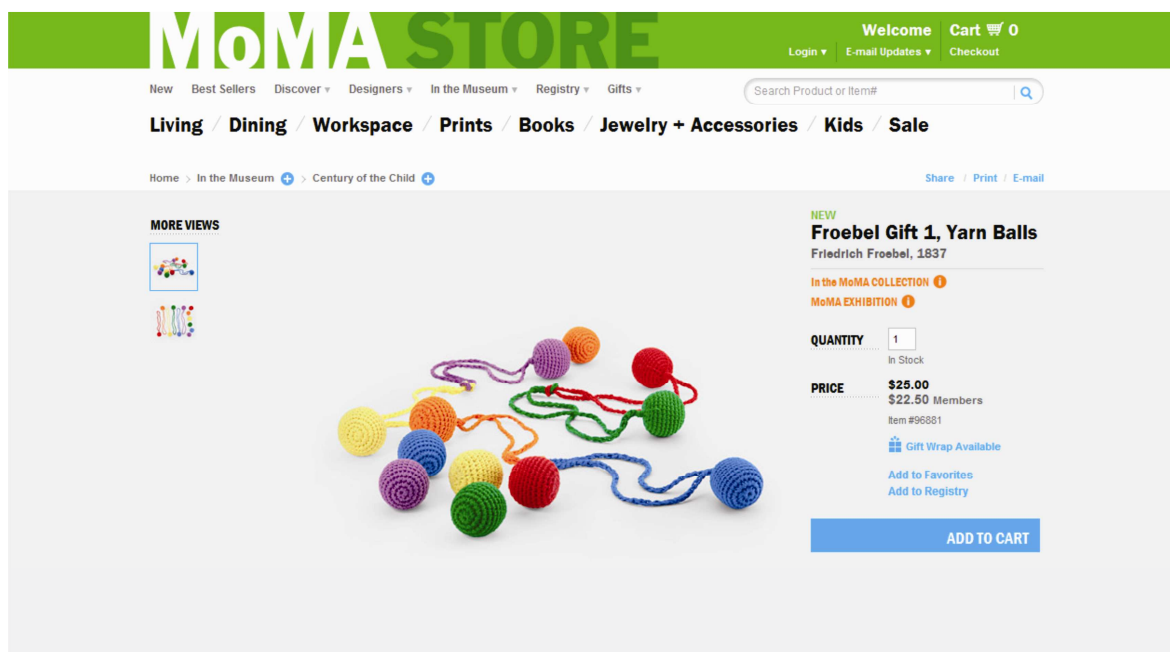 MoMA STORE
Welcome Cart 0
Login ▾ E-mail Updates ▾ Checkout
New Best Sellers Discover ▾ Designers ▾ In the Museum ▾ Registry ▾ Gifts ▾
Search Product or Item#
Living / Dining / Workspace / Prints / Books / Jewelry + Accessories / Kids / Sale
Home > In the Museum > Century of the Child
Share / Print / E-mail
MORE VIEWS
NEW
Froebel Gift 1, Yarn Balls
Friedrich Froebel, 1837
In the MoMA COLLECTION i
MoMA EXHIBITION i
QUANTITY 1
In Stock
PRICE $25.00
$22.50 Members
Item #96881
Gift Wrap Available
Add to Favorites
Add to Registry
ADD TO CART